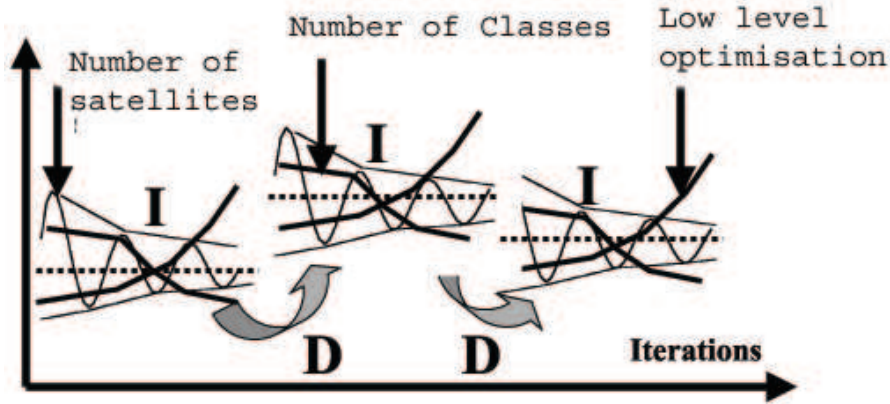 Number of
satellites
Number of Classes
Low level
optimisation
I
I
I
D
D
Iterations